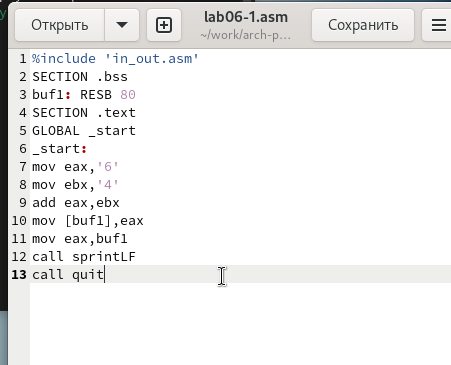 Открыть
lab06-1.asm
~/work/arch-p...
Сохранить
1 %include 'in_out.asm'
2 SECTION .bss
3 buf1: RESB 80
4 SECTION .text
5 GLOBAL _start
6 _start:
7 mov eax,'6'
8 mov ebx,'4'
9 add eax,ebx
10 mov [buf1],eax
11 mov eax,buf1
12 call sprintLF
13 call quit